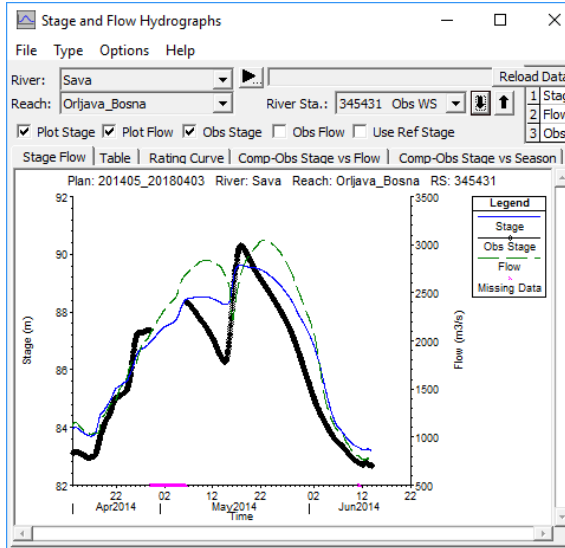 Stage and Flow Hydrographs
File Type Options Help
River: Sava Reload Data
Reach: Orljava_Bosna River Sta.: 345431 Obs WS
1 Stag
2 Flow
3 Obs
Plot Stage Plot Flow Obs Stage Obs Flow Use Ref Stage
Stage Flow Table Rating Curve Comp-Obs Stage vs Flow Comp-Obs Stage vs Season
Plan: 201405_20180403 River: Sava Reach: Orljava_Bosna RS: 345431
92
90
88
86
84
82
Stage (m)
3500
3000
2500
2000
1500
1000
500
Flow (m3/s)
Legend
Stage
Obs Stage
Flow
Missing Data
22 02 12 22 02 12 22
Apr2014 May2014 Jun2014
Time